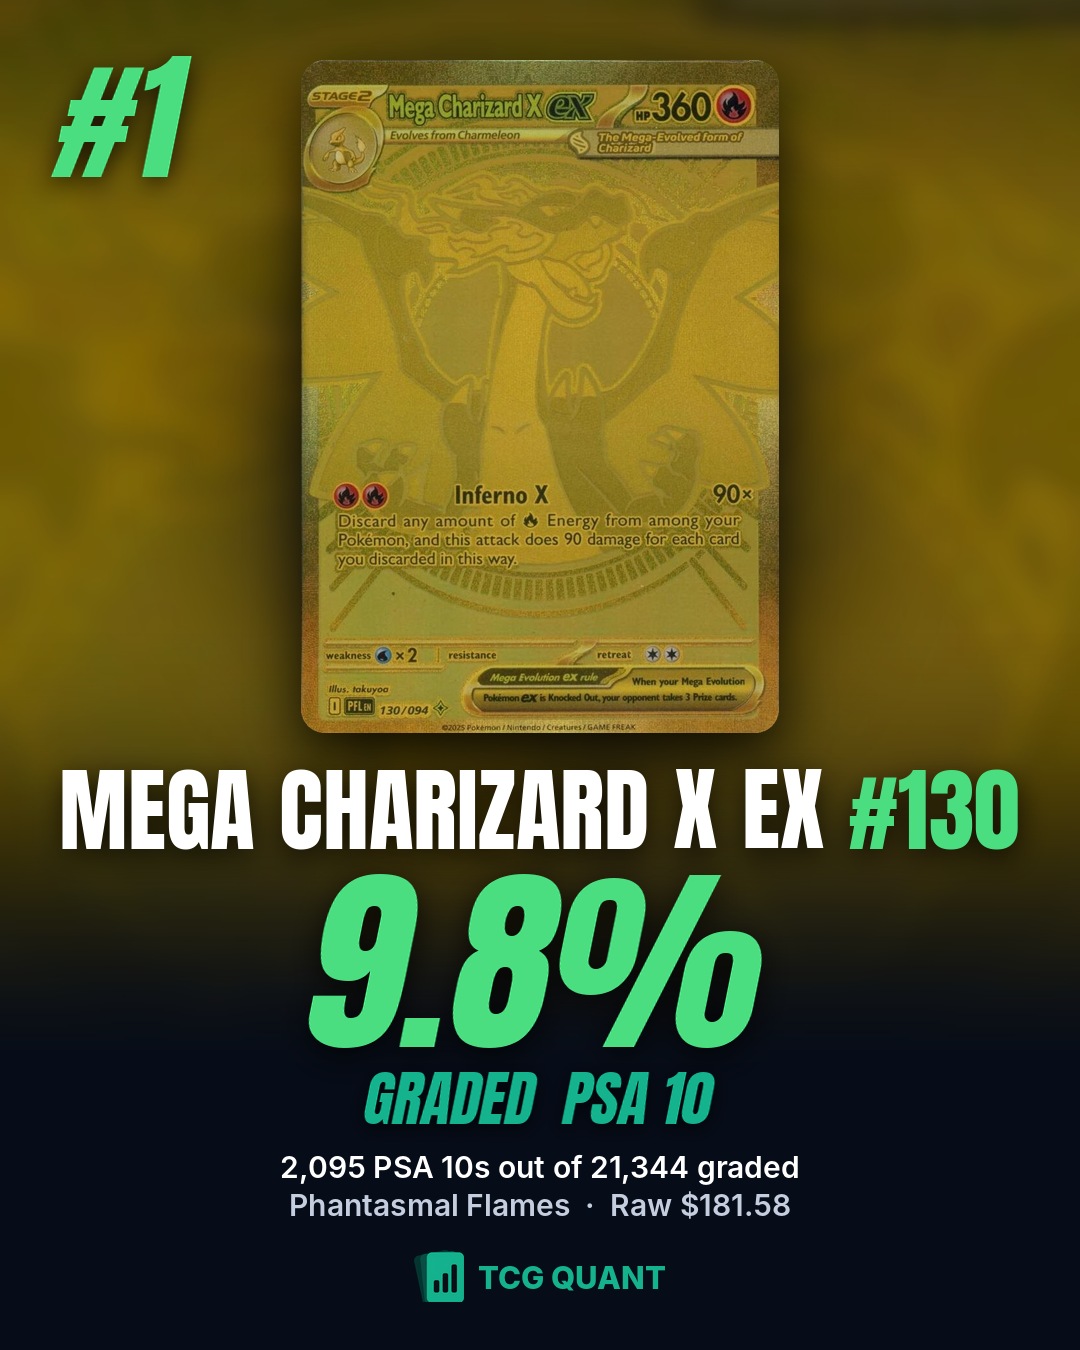 #1
STAGE2
Mega Charizard X ex HP 360
Evolves from Charmeleon
The Mega-Evolved form of
Charizard
Inferno X 90×
Discard any amount of Energy from among your
Pokémon, and this attack does 90 damage for each card
you discarded in this way.
weakness ×2 resistance retreat
Mega Evolution ex rule
When your Mega Evolution
Pokémon ex is Knocked Out, your opponent takes 3 Prize cards.
Illus. takuyoa
I PFL EN 130/094
©2025 Pokémon / Nintendo / Creatures / GAME FREAK
MEGA CHARIZARD X EX #130
9.8%
GRADED PSA 10
2,095 PSA 10s out of 21,344 graded
Phantasmal Flames · Raw $181.58
TCG QUANT